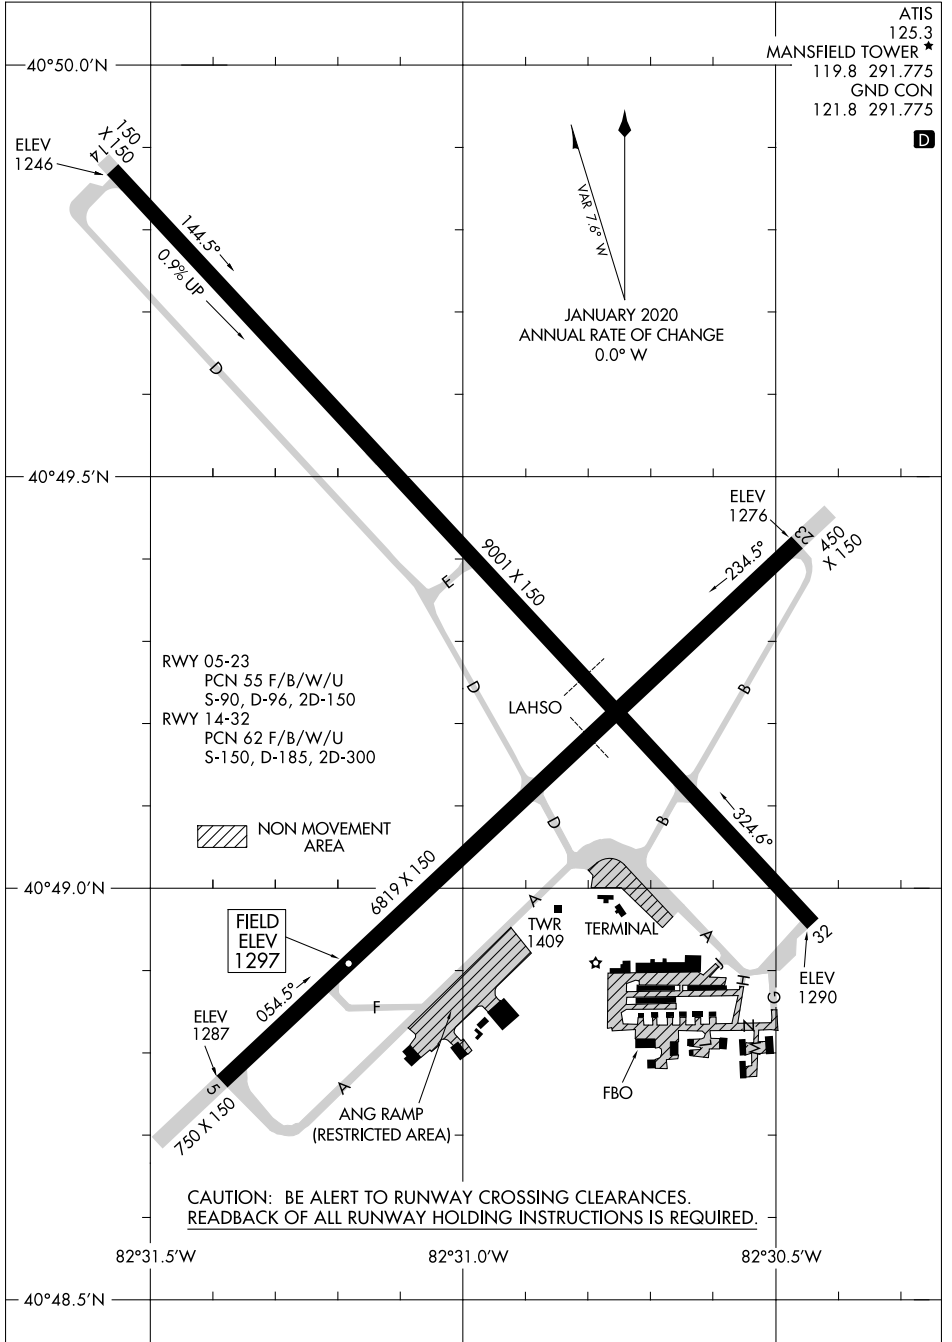 ATIS
125.3
MANSFIELD TOWER ★
119.8 291.775
GND CON
121.8 291.775
D
40°50.0'N
150
X 150
14
ELEV
1246
144.5°
0.9% UP
VAR 7.6° W
JANUARY 2020
ANNUAL RATE OF CHANGE
0.0° W
D
40°49.5'N
ELEV
1276
23
450
X 150
234.5°
9001 X 150
E
RWY 05-23
PCN 55 F/B/W/U
S-90, D-96, 2D-150
RWY 14-32
PCN 62 F/B/W/U
S-150, D-185, 2D-300
D
LAHSO
B
NON MOVEMENT
AREA
D
B
324.6°
40°49.0'N
6819 X 150
A
TWR
1409
TERMINAL
A
32
FIELD
ELEV
1297
ELEV
1290
054.5°
F
J
H
G
ELEV
1287
N
M
L
5
750 X 150
A
FBO
ANG RAMP
(RESTRICTED AREA)
CAUTION: BE ALERT TO RUNWAY CROSSING CLEARANCES.
READBACK OF ALL RUNWAY HOLDING INSTRUCTIONS IS REQUIRED.
82°31.5'W
82°31.0'W
82°30.5'W
40°48.5'N